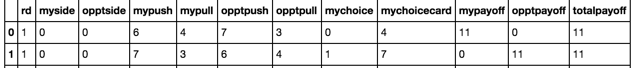 rd myside opptside mypush mypull opptpush opptpull mychoice mychoicecard mypayoff opptpayoff totalpayoff
0 1 0 0 6 4 7 3 0 4 11 0 11
1 1 0 0 7 3 6 4 1 7 0 11 11